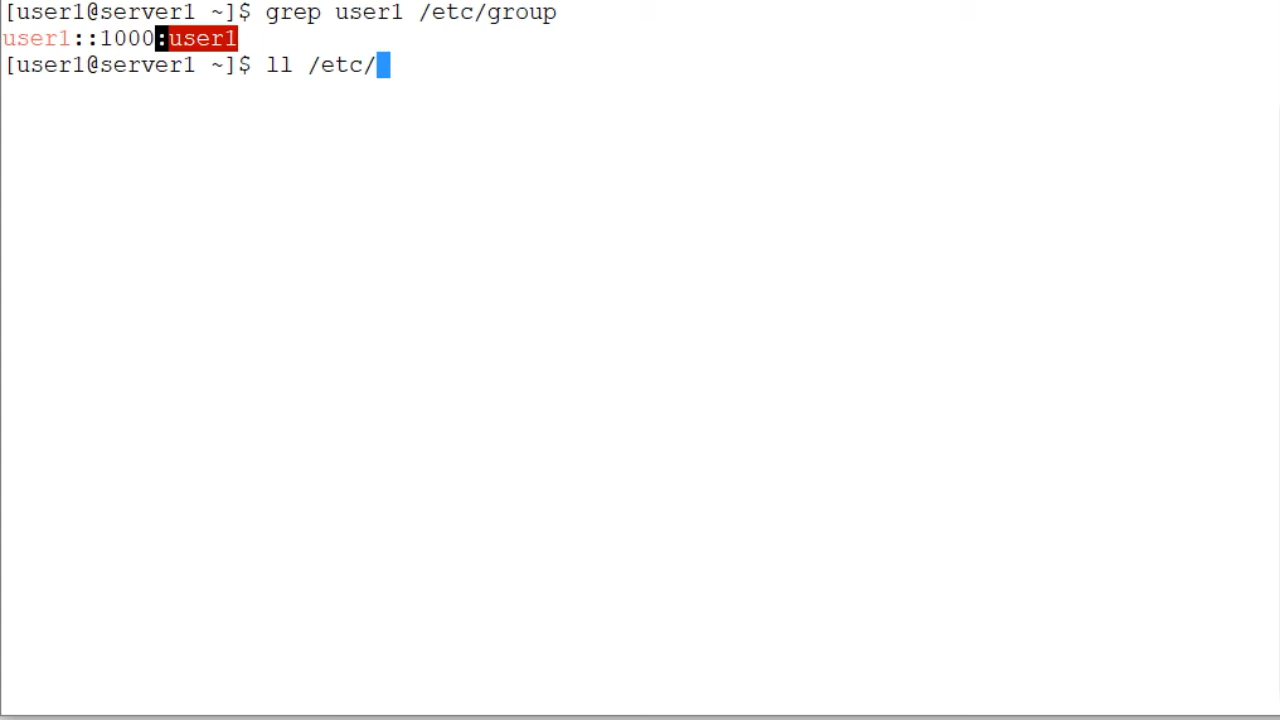 [user1@server1 ~]$ grep user1 /etc/group
user1::1000:user1
[user1@server1 ~]$ ll /etc/